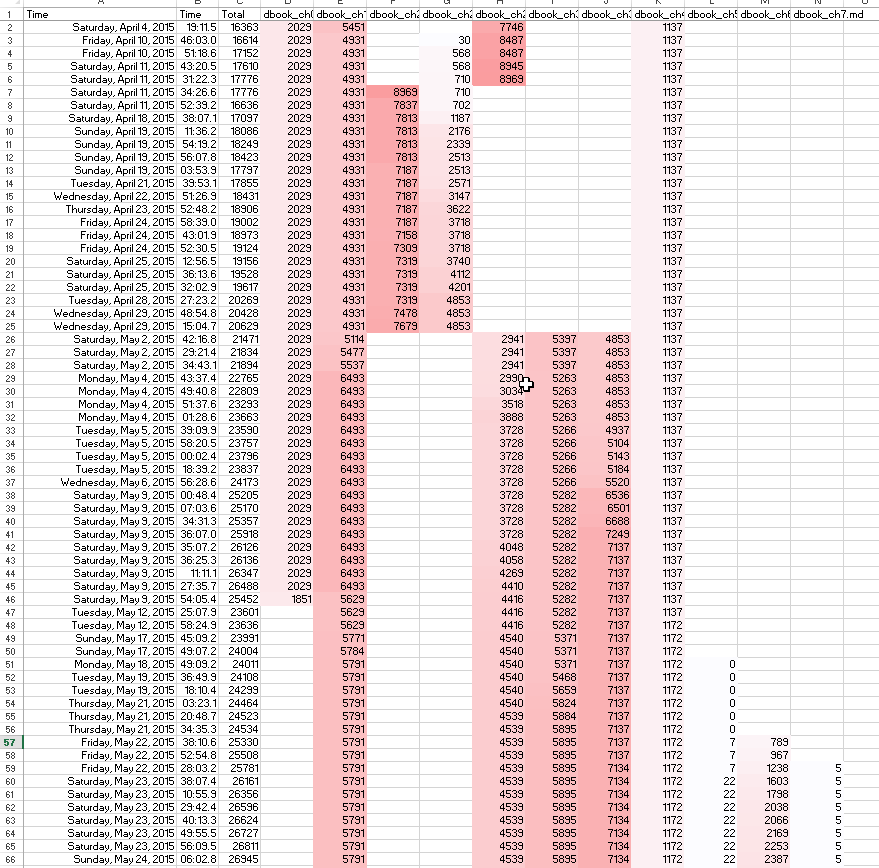 A B C D E F G H I J K L M N O
1 Time Time Total dbook_ch0 dbook_ch1 dbook_ch2 dbook_ch2 dbook_ch2 dbook_ch3 dbook_ch3 dbook_ch4 dbook_ch5 dbook_ch6 dbook_ch7.md
2 Saturday, April 4, 2015 19:11.5 16363 2029 5451 7746 1137
3 Friday, April 10, 2015 46:03.0 16614 2029 4931 30 8487 1137
4 Friday, April 10, 2015 51:18.6 17152 2029 4931 568 8487 1137
5 Saturday, April 11, 2015 43:20.5 17610 2029 4931 568 8945 1137
6 Saturday, April 11, 2015 31:22.3 17776 2029 4931 710 8969 1137
7 Saturday, April 11, 2015 34:26.6 17776 2029 4931 8969 710 1137
8 Saturday, April 11, 2015 52:39.2 16636 2029 4931 7837 702 1137
9 Saturday, April 18, 2015 38:07.1 17097 2029 4931 7813 1187 1137
10 Sunday, April 19, 2015 11:36.2 18086 2029 4931 7813 2176 1137
11 Sunday, April 19, 2015 54:19.2 18249 2029 4931 7813 2339 1137
12 Sunday, April 19, 2015 56:07.8 18423 2029 4931 7813 2513 1137
13 Sunday, April 19, 2015 03:53.9 17797 2029 4931 7187 2513 1137
14 Tuesday, April 21, 2015 39:53.1 17855 2029 4931 7187 2571 1137
15 Wednesday, April 22, 2015 51:26.9 18431 2029 4931 7187 3147 1137
16 Thursday, April 23, 2015 52:48.2 18906 2029 4931 7187 3622 1137
17 Friday, April 24, 2015 58:39.0 19002 2029 4931 7187 3718 1137
18 Friday, April 24, 2015 43:01.9 18973 2029 4931 7158 3718 1137
19 Friday, April 24, 2015 52:30.5 19124 2029 4931 7309 3718 1137
20 Saturday, April 25, 2015 12:56.5 19156 2029 4931 7319 3740 1137
21 Saturday, April 25, 2015 36:13.6 19528 2029 4931 7319 4112 1137
22 Saturday, April 25, 2015 32:02.9 19617 2029 4931 7319 4201 1137
23 Tuesday, April 28, 2015 27:23.2 20269 2029 4931 7319 4853 1137
24 Wednesday, April 29, 2015 48:54.8 20428 2029 4931 7478 4853 1137
25 Wednesday, April 29, 2015 15:04.7 20629 2029 4931 7679 4853 1137
26 Saturday, May 2, 2015 42:16.8 21471 2029 5114 2941 5397 4853 1137
27 Saturday, May 2, 2015 29:21.4 21834 2029 5477 2941 5397 4853 1137
28 Saturday, May 2, 2015 34:43.1 21894 2029 5537 2941 5397 4853 1137
29 Monday, May 4, 2015 43:37.4 22765 2029 6493 2990 5263 4853 1137
30 Monday, May 4, 2015 49:40.8 22809 2029 6493 3034 5263 4853 1137
31 Monday, May 4, 2015 51:37.6 23293 2029 6493 3518 5263 4853 1137
32 Monday, May 4, 2015 01:28.6 23663 2029 6493 3888 5263 4853 1137
33 Tuesday, May 5, 2015 39:09.9 23590 2029 6493 3728 5266 4937 1137
34 Tuesday, May 5, 2015 58:20.5 23757 2029 6493 3728 5266 5104 1137
35 Tuesday, May 5, 2015 00:02.4 23796 2029 6493 3728 5266 5143 1137
36 Tuesday, May 5, 2015 18:39.2 23837 2029 6493 3728 5266 5184 1137
37 Wednesday, May 6, 2015 56:28.6 24173 2029 6493 3728 5266 5520 1137
38 Saturday, May 9, 2015 00:48.4 25205 2029 6493 3728 5282 6536 1137
39 Saturday, May 9, 2015 07:03.6 25170 2029 6493 3728 5282 6501 1137
40 Saturday, May 9, 2015 34:31.3 25357 2029 6493 3728 5282 6688 1137
41 Saturday, May 9, 2015 36:07.0 25918 2029 6493 3728 5282 7249 1137
42 Saturday, May 9, 2015 35:07.2 26126 2029 6493 4048 5282 7137 1137
43 Saturday, May 9, 2015 36:25.3 26136 2029 6493 4058 5282 7137 1137
44 Saturday, May 9, 2015 11:11.1 26347 2029 6493 4269 5282 7137 1137
45 Saturday, May 9, 2015 27:35.7 26488 2029 6493 4410 5282 7137 1137
46 Saturday, May 9, 2015 54:05.4 25452 1851 5629 4416 5282 7137 1137
47 Tuesday, May 12, 2015 25:07.9 23601 5629 4416 5282 7137 1137
48 Tuesday, May 12, 2015 58:24.9 23636 5629 4416 5282 7137 1172
49 Sunday, May 17, 2015 45:09.2 23991 5771 4540 5371 7137 1172
50 Sunday, May 17, 2015 49:07.2 24004 5784 4540 5371 7137 1172
51 Monday, May 18, 2015 49:09.2 24011 5791 4540 5371 7137 1172 0
52 Tuesday, May 19, 2015 36:49.9 24108 5791 4540 5468 7137 1172 0
53 Tuesday, May 19, 2015 18:10.4 24299 5791 4540 5659 7137 1172 0
54 Thursday, May 21, 2015 03:23.1 24464 5791 4540 5824 7137 1172 0
55 Thursday, May 21, 2015 20:48.7 24523 5791 4539 5884 7137 1172 0
56 Thursday, May 21, 2015 34:35.3 24534 5791 4539 5895 7137 1172 0
57 Friday, May 22, 2015 38:10.6 25330 5791 4539 5895 7137 1172 7 789
58 Friday, May 22, 2015 52:54.8 25508 5791 4539 5895 7137 1172 7 967
59 Friday, May 22, 2015 28:03.2 25781 5791 4539 5895 7134 1172 7 1238 5
60 Saturday, May 23, 2015 38:07.4 26161 5791 4539 5895 7134 1172 22 1603 5
61 Saturday, May 23, 2015 10:55.9 26356 5791 4539 5895 7134 1172 22 1798 5
62 Saturday, May 23, 2015 29:42.4 26596 5791 4539 5895 7134 1172 22 2038 5
63 Saturday, May 23, 2015 40:13.3 26624 5791 4539 5895 7134 1172 22 2066 5
64 Saturday, May 23, 2015 49:55.5 26727 5791 4539 5895 7134 1172 22 2169 5
65 Saturday, May 23, 2015 56:09.5 26811 5791 4539 5895 7134 1172 22 2253 5
66 Sunday, May 24, 2015 06:02.8 26945 5791 4539 5895 7134 1172 22 2387 5